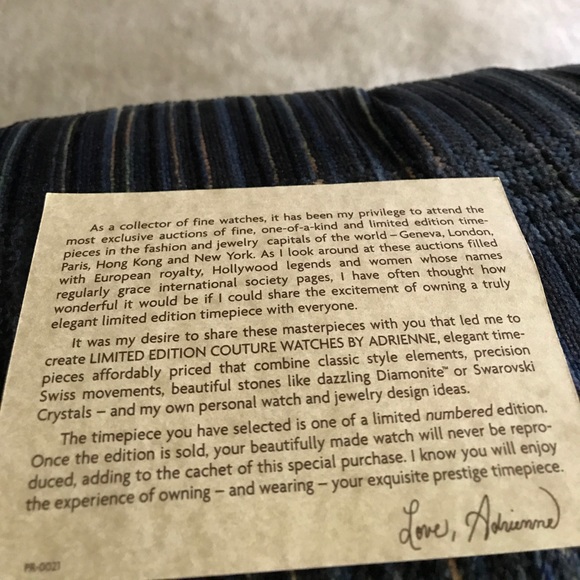 As a collector of fine watches, it has been my privilege to attend the
most exclusive auctions of fine, one-of-a-kind and limited edition time-
pieces in the fashion and jewelry capitals of the world – Geneva, London,
Paris, Hong Kong and New York. As I look around at these auctions filled
with European royalty, Hollywood legends and women whose names
regularly grace international society pages, I have often thought how
wonderful it would be if I could share the excitement of owning a truly
elegant limited edition timepiece with everyone.
It was my desire to share these masterpieces with you that led me to
create LIMITED EDITION COUTURE WATCHES BY ADRIENNE, elegant time-
pieces affordably priced that combine classic style elements, precision
Swiss movements, beautiful stones like dazzling Diamonite™ or Swarovski
Crystals – and my own personal watch and jewelry design ideas.
The timepiece you have selected is one of a limited numbered edition.
Once the edition is sold, your beautifully made watch will never be repro-
duced, adding to the cachet of this special purchase. I know you will enjoy
the experience of owning – and wearing – your exquisite prestige timepiece.
Love, Adrienne
PR-0021